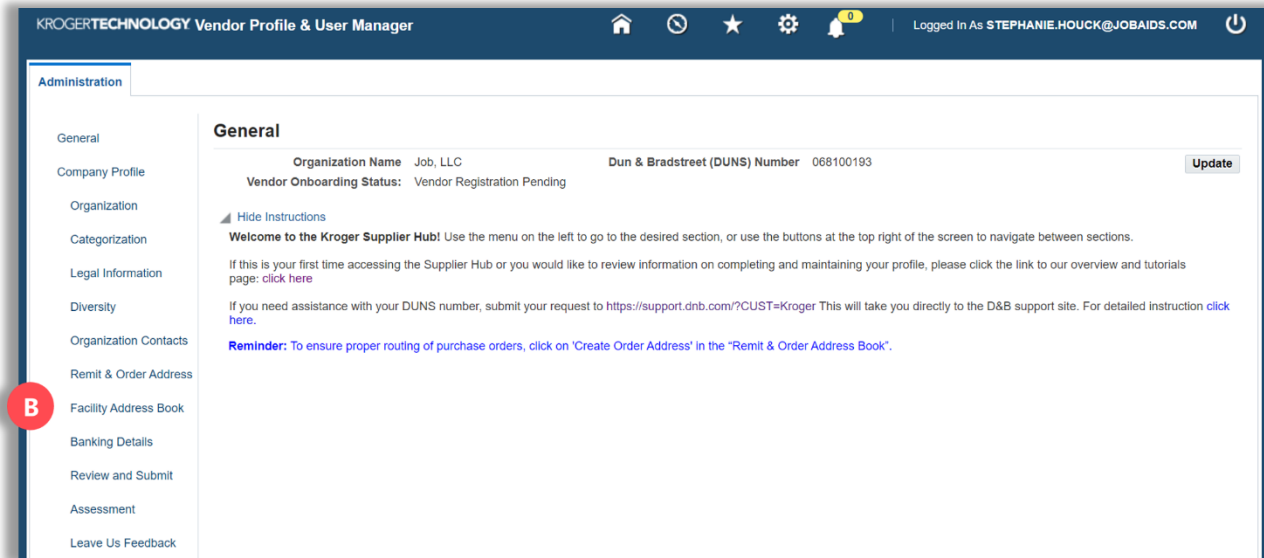 KROGERTECHNOLOGY Vendor Profile & User Manager
0
Logged In As STEPHANIE.HOUCK@JOBAIDS.COM
Administration
General
Company Profile
Organization
Categorization
Legal Information
Diversity
Organization Contacts
Remit & Order Address
B
Facility Address Book
Banking Details
Review and Submit
Assessment
Leave Us Feedback
General
Organization Name Job, LLC Dun & Bradstreet (DUNS) Number 068100193 Update
Vendor Onboarding Status: Vendor Registration Pending
Hide Instructions
Welcome to the Kroger Supplier Hub! Use the menu on the left to go to the desired section, or use the buttons at the top right of the screen to navigate between sections.
If this is your first time accessing the Supplier Hub or you would like to review information on completing and maintaining your profile, please click the link to our overview and tutorials
page: click here
If you need assistance with your DUNS number, submit your request to https://support.dnb.com/?CUST=Kroger This will take you directly to the D&B support site. For detailed instruction click
here.
Reminder: To ensure proper routing of purchase orders, click on 'Create Order Address' in the “Remit & Order Address Book”.